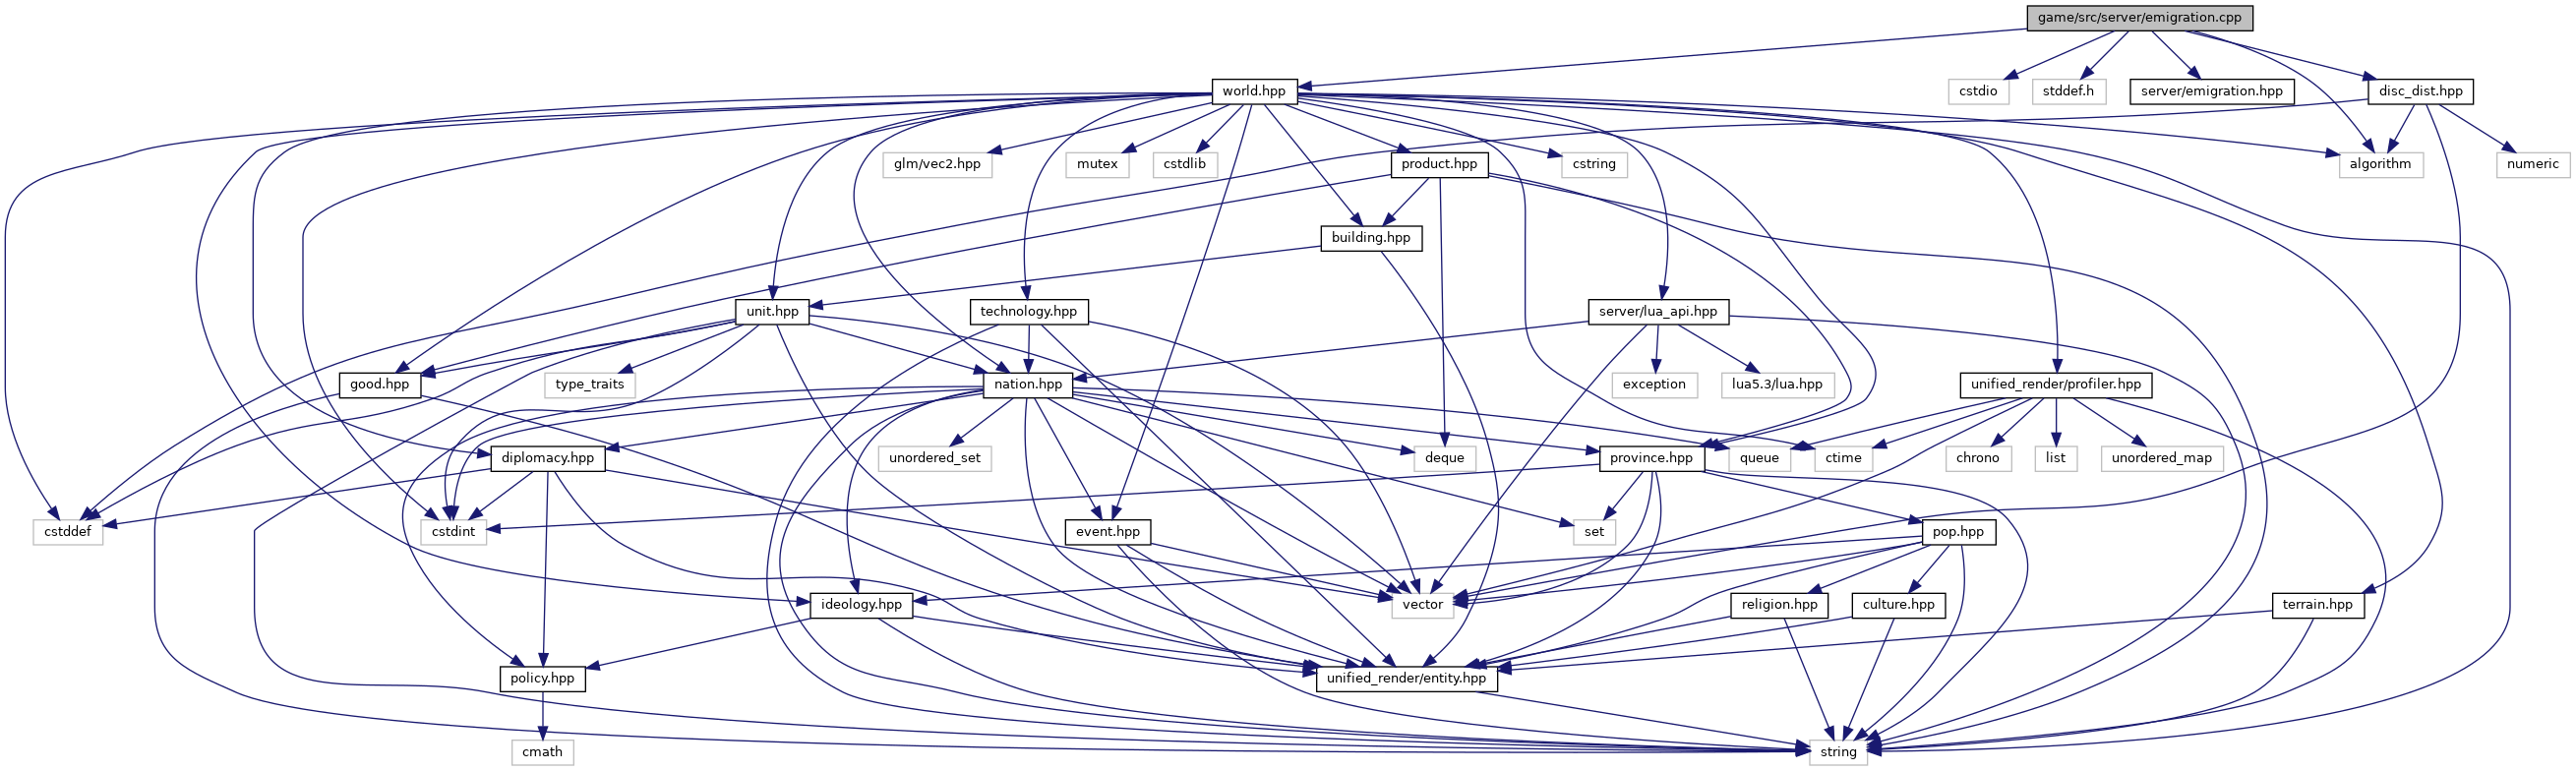 game/src/server/emigration.cpp
world.hpp
cstdio
stddef.h
server/emigration.hpp
disc_dist.hpp
glm/vec2.hpp
mutex
cstdlib
product.hpp
cstring
algorithm
numeric
building.hpp
unit.hpp
technology.hpp
server/lua_api.hpp
good.hpp
type_traits
nation.hpp
exception
lua5.3/lua.hpp
unified_render/profiler.hpp
diplomacy.hpp
unordered_set
deque
province.hpp
queue
ctime
chrono
list
unordered_map
cstddef
cstdint
event.hpp
set
pop.hpp
ideology.hpp
vector
religion.hpp
culture.hpp
terrain.hpp
policy.hpp
unified_render/entity.hpp
cmath
string